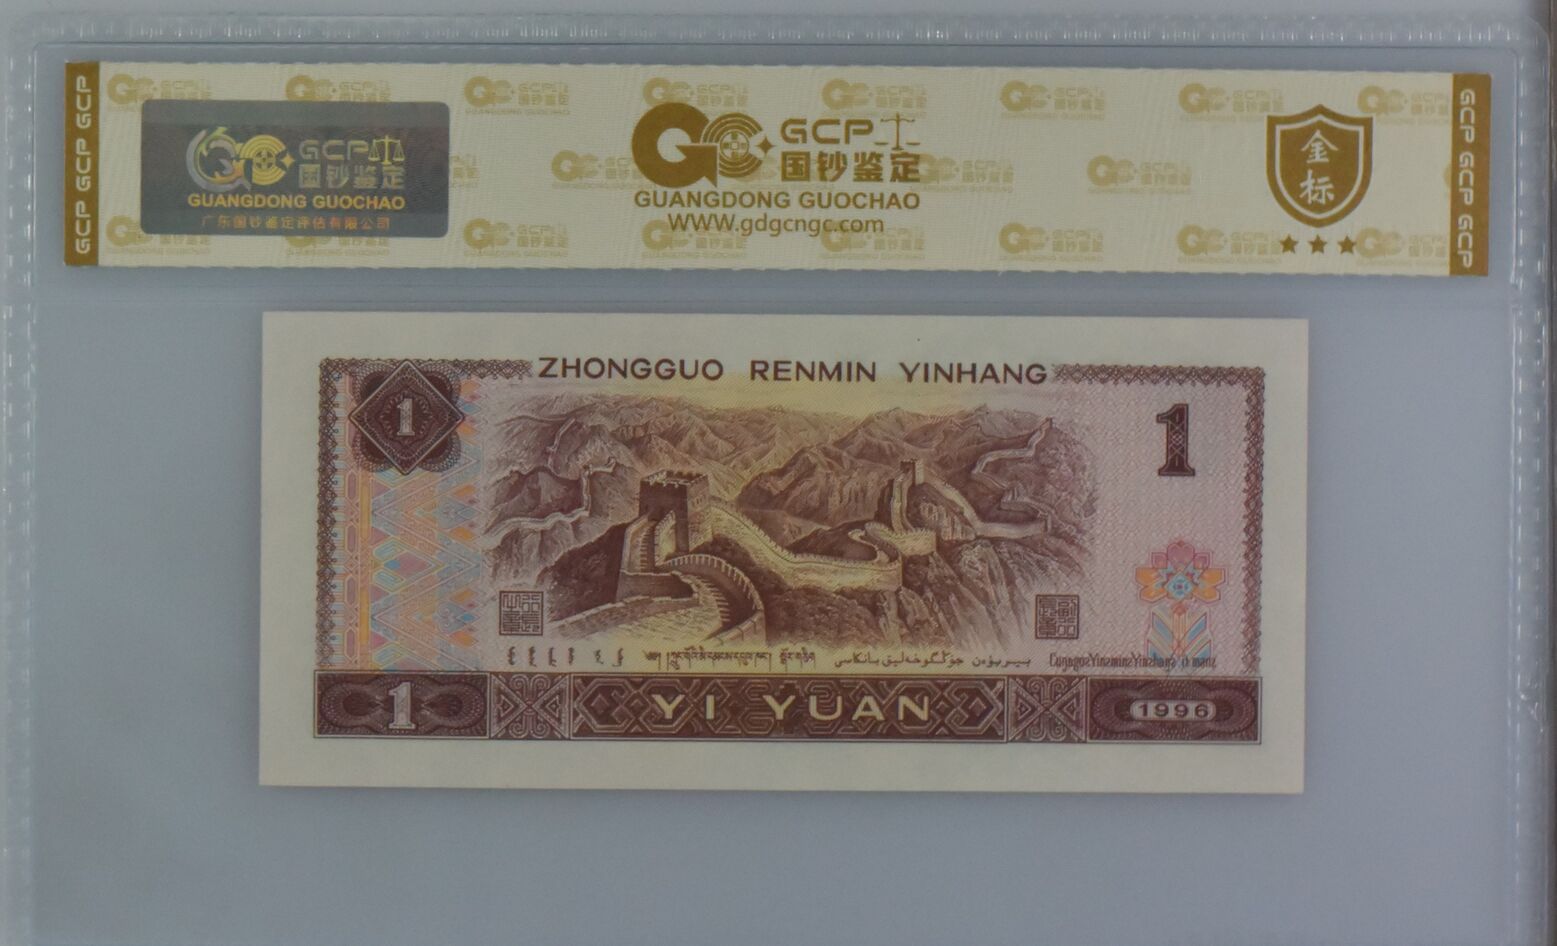 GCP GCP GCP
GCP
国钞鉴定
GUANGDONG GUOCHAO
广东国钞鉴定评估有限公司
GCP
国钞鉴定
GUANGDONG GUOCHAO
WWW.gdgcngc.com
金标
GCP GCP GCP
ZHONGGUO RENMIN YINHANG
1
1
1
YI YUAN
1996